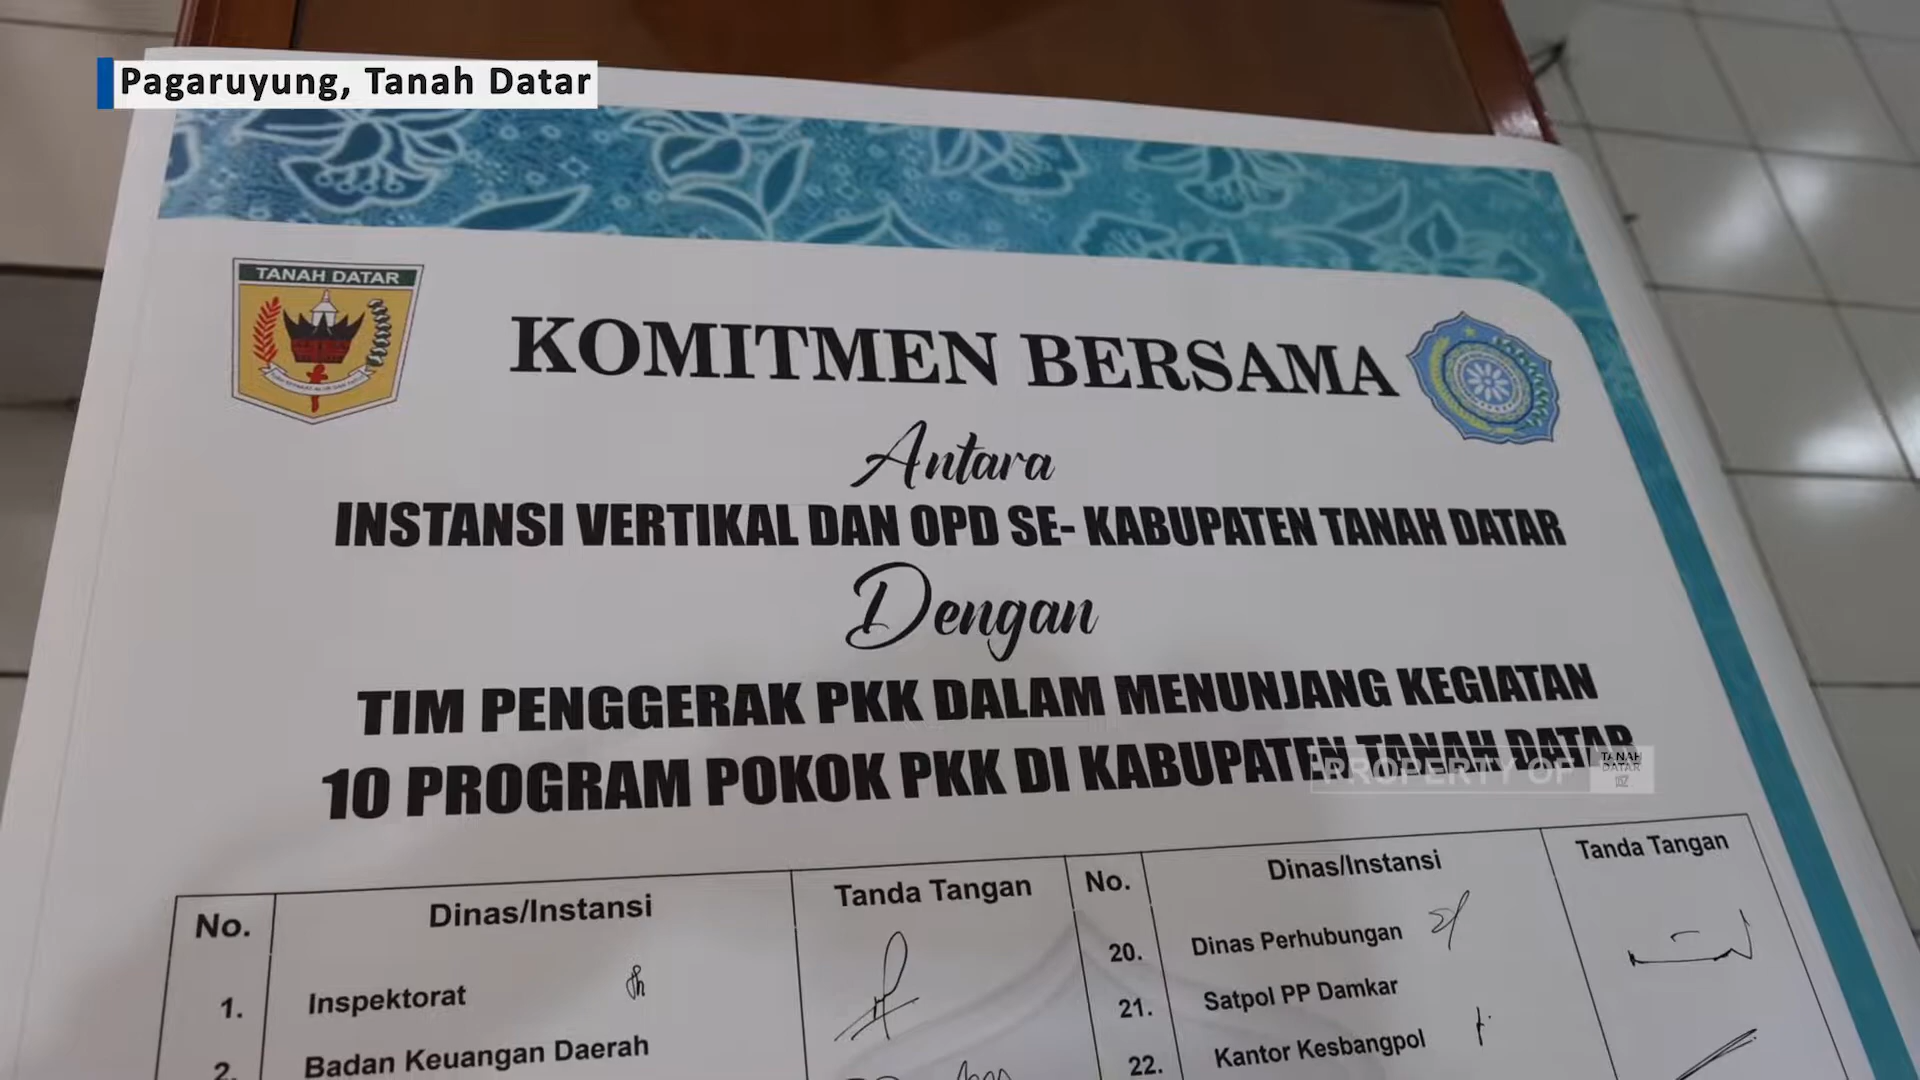 Pagaruyung, Tanah Datar
TANAH DATAR
KOMITMEN BERSAMA
Antara
INSTANSI VERTIKAL DAN OPD SE- KABUPATEN TANAH DATAR
Dengan
TIM PENGGERAK PKK DALAM MENUNJANG KEGIATAN
10 PROGRAM POKOK PKK DI KABUPATEN TANAH DATAR
PROPERTY OF TANAH DATAR
No. Dinas/Instansi Tanda Tangan No. Dinas/Instansi Tanda Tangan
1. Inspektorat 20. Dinas Perhubungan
2. Badan Keuangan Daerah 21. Satpol PP Damkar
22. Kantor Kesbangpol